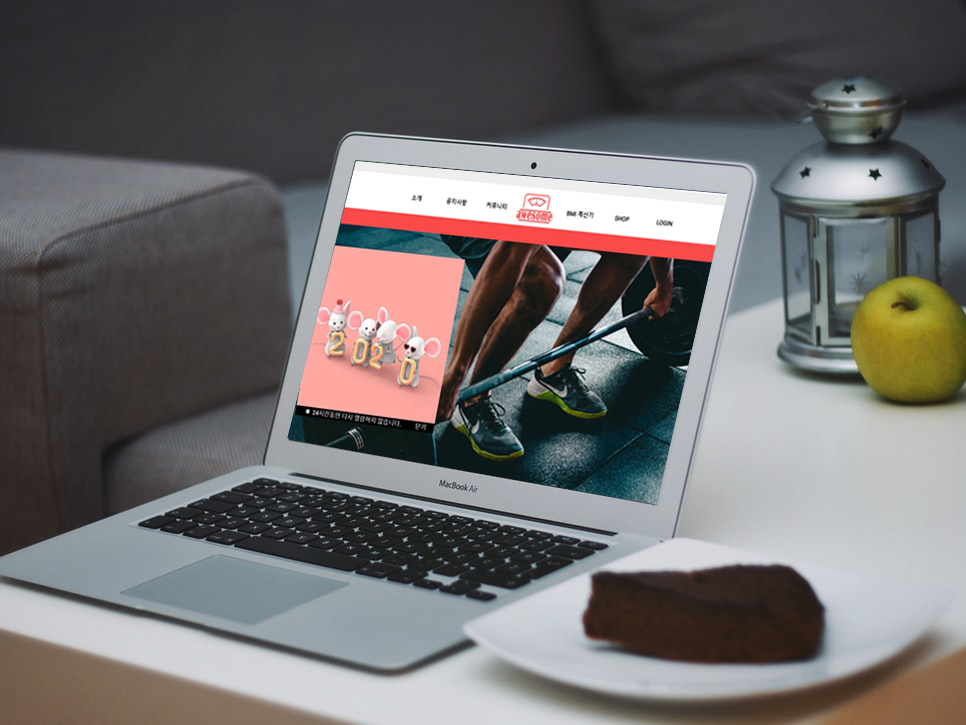 소개
공지사항
커뮤니티
awesome
BMI 계산기
SHOP
LOGIN
2020
24시간동안 다시 열람하지 않습니다.
닫기
MacBook Air